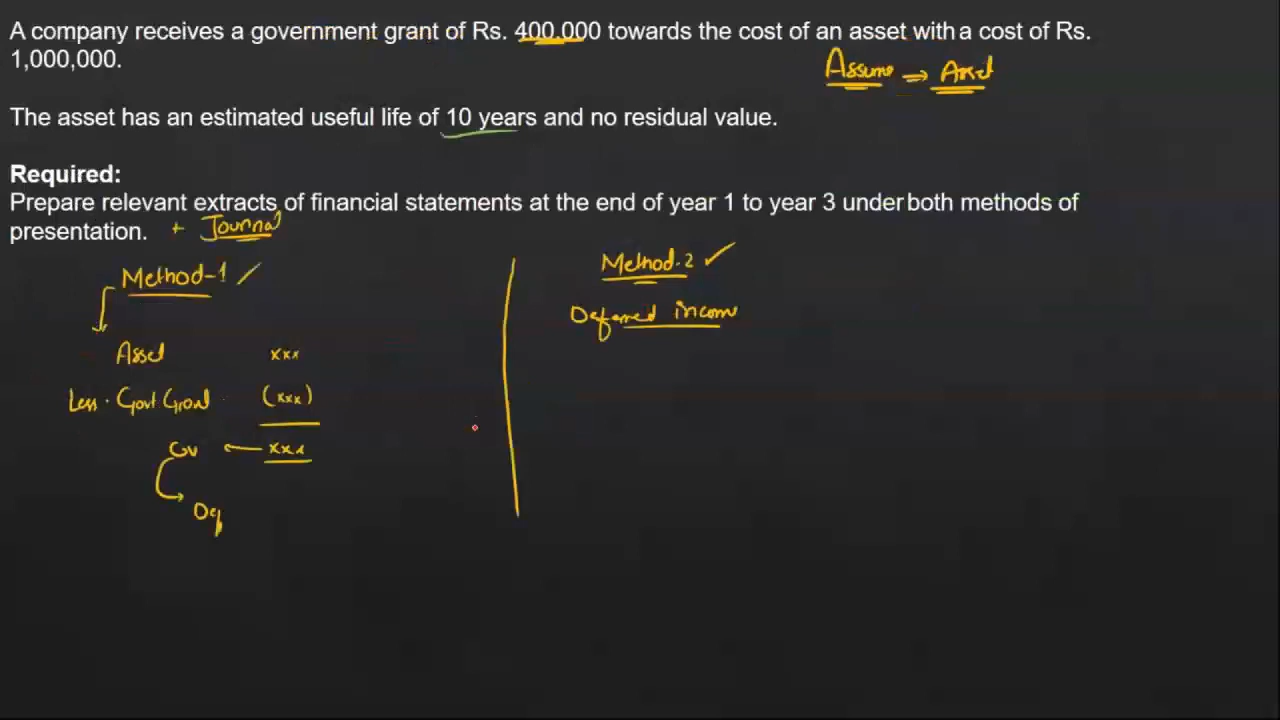 A company receives a government grant of Rs. 400,000 towards the cost of an asset with a cost of Rs.
1,000,000.
Assume ⇒ Asset
The asset has an estimated useful life of 10 years and no residual value.
Required:
Prepare relevant extracts of financial statements at the end of year 1 to year 3 under both methods of
presentation. + Journal
Method-1 ✓
Asset xxx
Less. Govt Grant (xxx)
CV ← xxx
Dep
Method-2 ✓
Deferred income